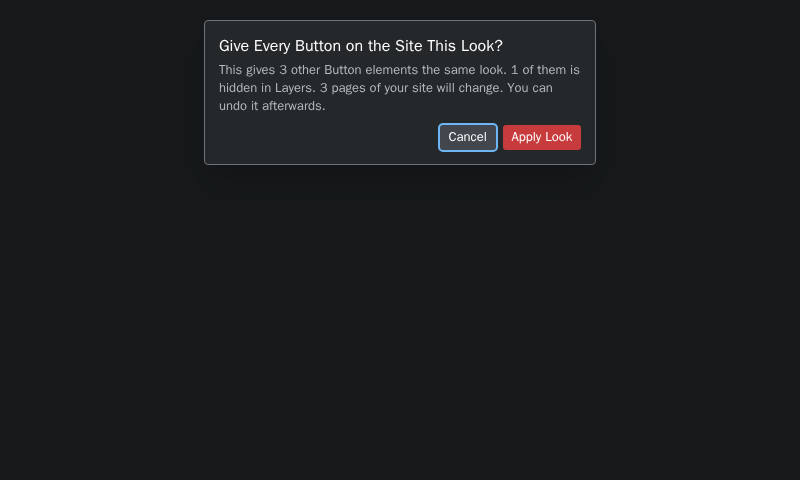 Give Every Button on the Site This Look?
This gives 3 other Button elements the same look. 1 of them is
hidden in Layers. 3 pages of your site will change. You can
undo it afterwards.
Cancel
Apply Look